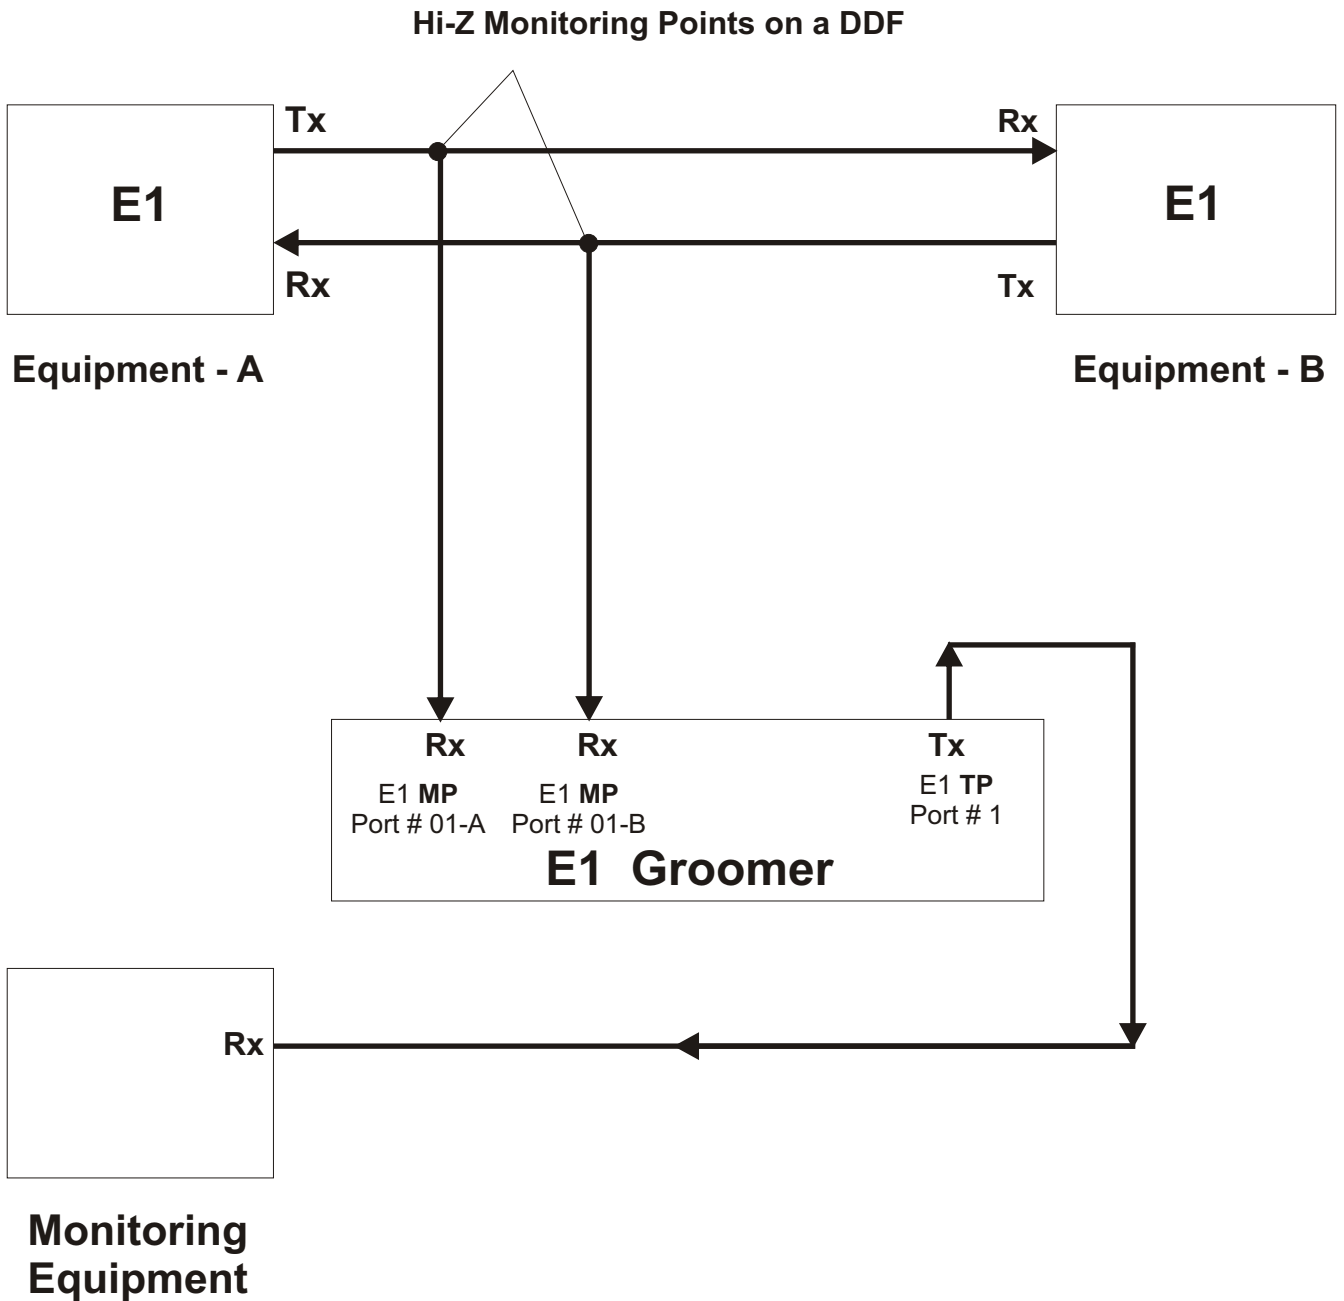 Hi-Z Monitoring Points on a DDF
Tx
Rx
E1
E1
Rx
Tx
Equipment - A
Equipment - B
Rx
Rx
Tx
E1 MP
Port # 01-A
E1 MP
Port # 01-B
E1 TP
Port # 1
E1 Groomer
Rx
Monitoring
Equipment